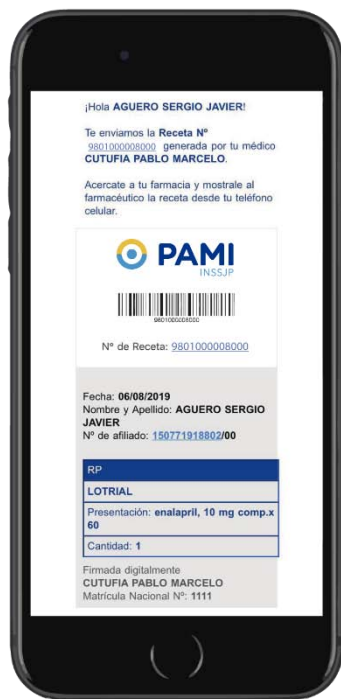 ¡Hola AGUERO SERGIO JAVIER!
Te enviamos la Receta Nº
9801000008000 generada por tu médico
CUTUFIA PABLO MARCELO.
Acercate a tu farmacia y mostrale al
farmacéutico la receta desde tu teléfono
celular.
PAMI
INSSJP
9801000008000
Nº de Receta: 9801000008000
Fecha: 06/08/2019
Nombre y Apellido: AGUERO SERGIO
JAVIER
Nº de afiliado: 150771918802/00
RP
LOTRIAL
Presentación: enalapril, 10 mg comp.x
60
Cantidad: 1
Firmada digitalmente
CUTUFIA PABLO MARCELO
Matrícula Nacional Nº: 1111